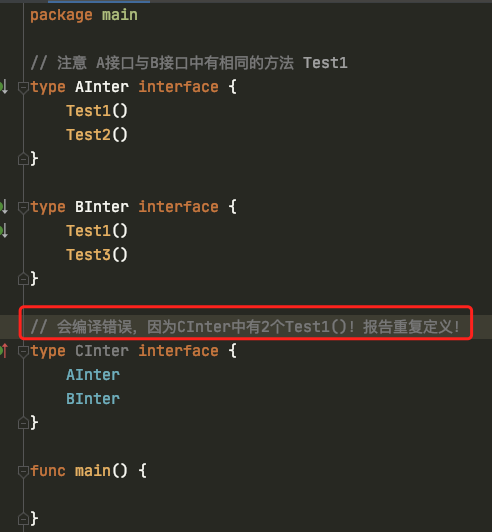 package main
// 注意 A接口与B接口中有相同的方法 Test1
type AInter interface {
Test1()
Test2()
}
type BInter interface {
Test1()
Test3()
}
// 会编译错误，因为CInter中有2个Test1()！报告重复定义！
type CInter interface {
AInter
BInter
}
func main() {
}